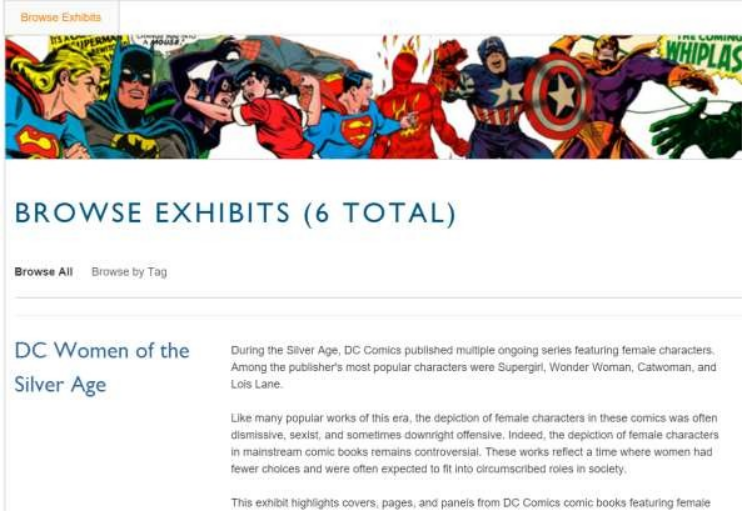 Browse Exhibits
SUPERMAN
A MOUSE.
THE COMING
WHIPLAS
BROWSE EXHIBITS (6 TOTAL)
Browse All Browse by Tag
DC Women of the
Silver Age
During the Silver Age, DC Comics published multiple ongoing series featuring female characters.
Among the publisher's most popular characters were Supergirl, Wonder Woman, Catwoman, and
Lois Lane.
Like many popular works of this era, the depiction of female characters in these comics was often
dismissive, sexist, and sometimes downright offensive. Indeed, the depiction of female characters
in mainstream comic books remains controversial. These works reflect a time where women had
fewer choices and were often expected to fit into circumscribed roles in society.
This exhibit highlights covers, pages, and panels from DC Comics comic books featuring female